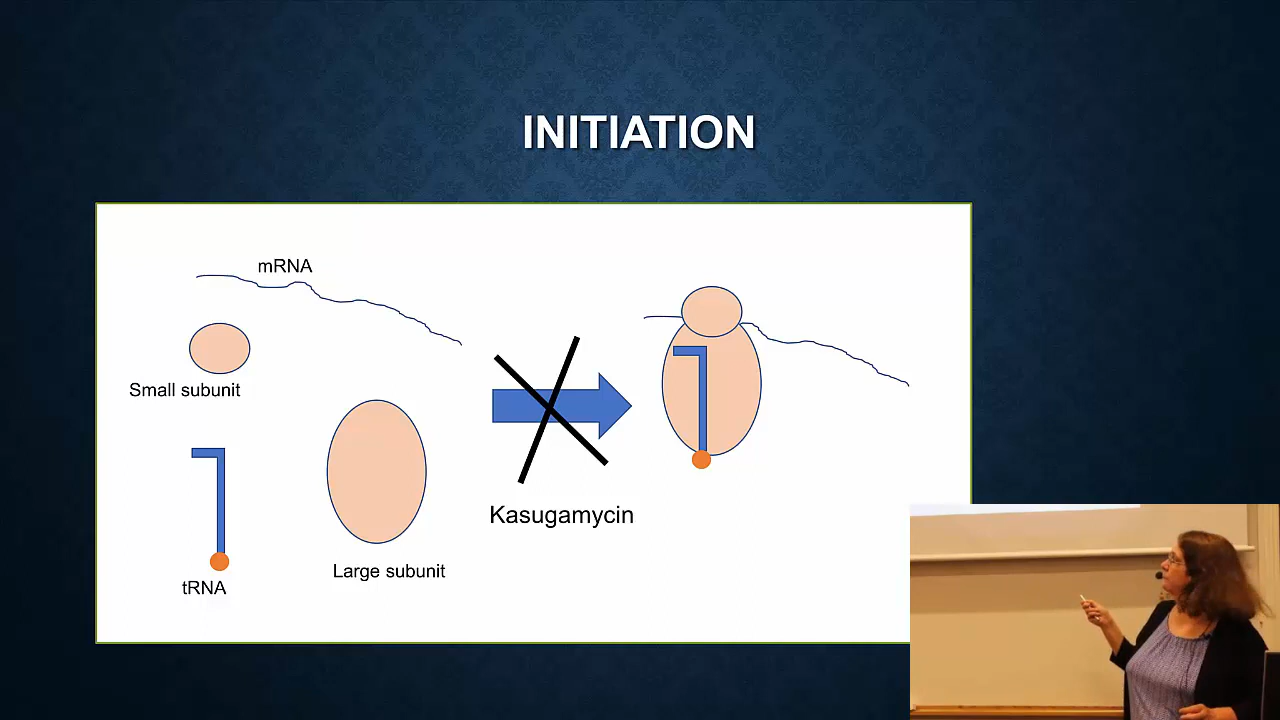 INITIATION
mRNA
Small subunit
tRNA
Large subunit
Kasugamycin